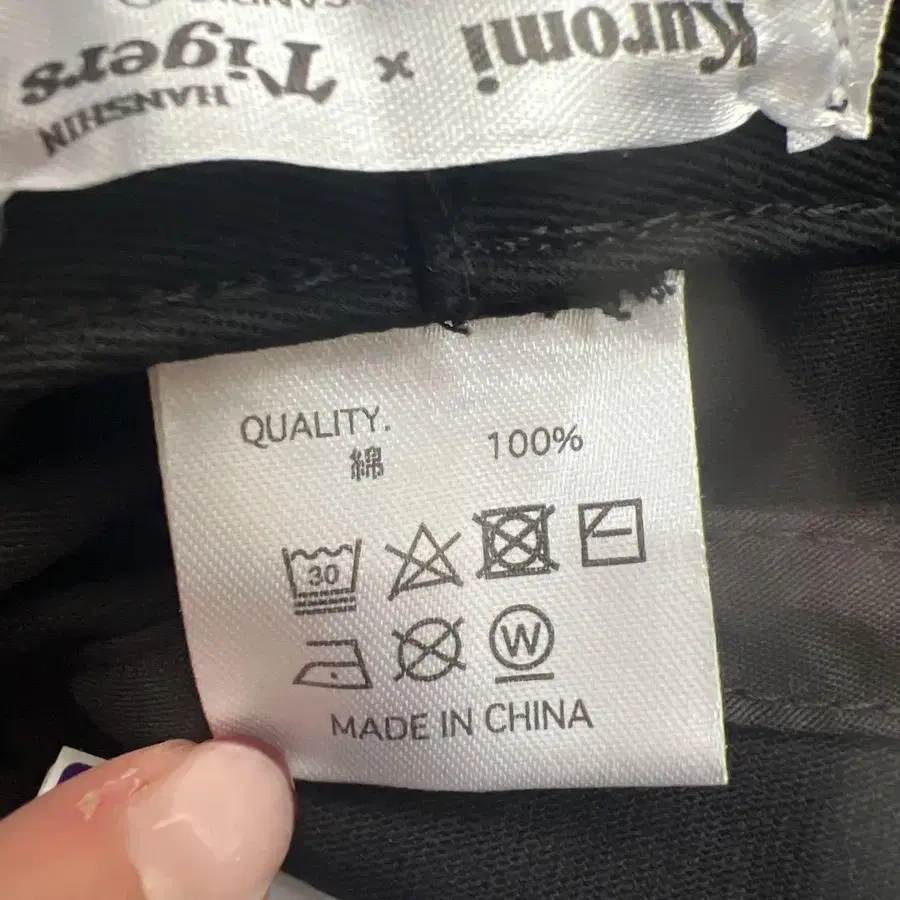 Kuromi × HANSHIN Tigers
QUALITY.
綿 100%
30
W
MADE IN CHINA